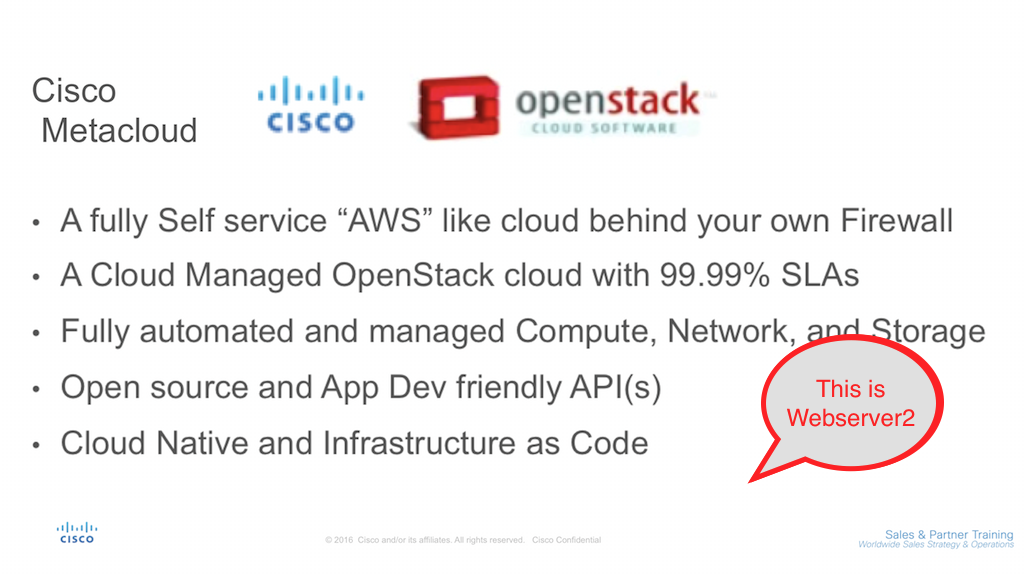 Cisco
Metacloud
CISCO
openstack™
CLOUD SOFTWARE
• A fully Self service “AWS” like cloud behind your own Firewall
• A Cloud Managed OpenStack cloud with 99.99% SLAs
• Fully automated and managed Compute, Network, and Storage
• Open source and App Dev friendly API(s)
• Cloud Native and Infrastructure as Code
This is
Webserver2
CISCO
© 2016 Cisco and/or its affiliates. All rights reserved. Cisco Confidential
Sales & Partner Training
Worldwide Sales Strategy & Operations